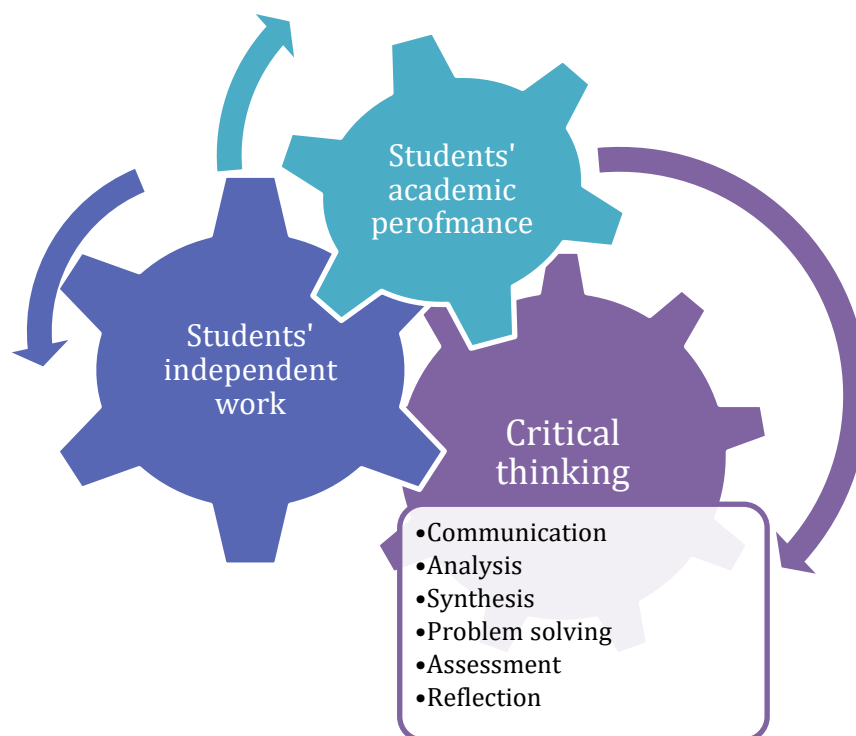 Students'
academic
perofmance
Students'
independent
work
Critical
thinking
•Communication
•Analysis
•Synthesis
•Problem solving
•Assessment
•Reflection